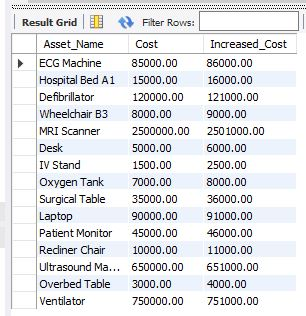 Result Grid Filter Rows:
Asset_Name Cost Increased_Cost
ECG Machine 85000.00 86000.00
Hospital Bed A1 15000.00 16000.00
Defibrillator 120000.00 121000.00
Wheelchair B3 8000.00 9000.00
MRI Scanner 2500000.00 2501000.00
Desk 5000.00 6000.00
IV Stand 1500.00 2500.00
Oxygen Tank 7000.00 8000.00
Surgical Table 35000.00 36000.00
Laptop 90000.00 91000.00
Patient Monitor 45000.00 46000.00
Recliner Chair 10000.00 11000.00
Ultrasound Ma... 650000.00 651000.00
Overbed Table 3000.00 4000.00
Ventilator 750000.00 751000.00